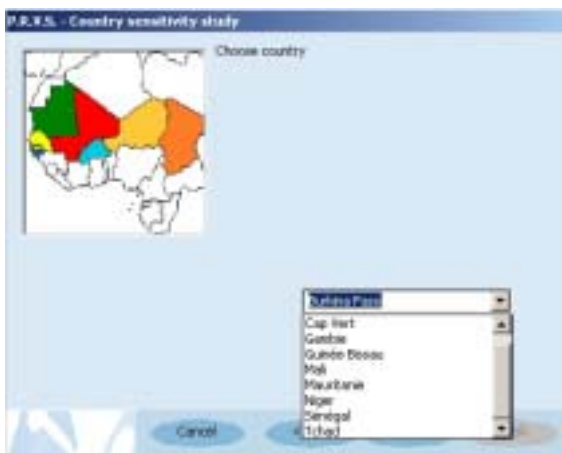 P.R.V.S. - Country sensitivity study
Choose country
Burkina Faso
Cap Vert
Gambie
Guinée Bissau
Mali
Mauritanie
Niger
Sénégal
Tchad
Cancel